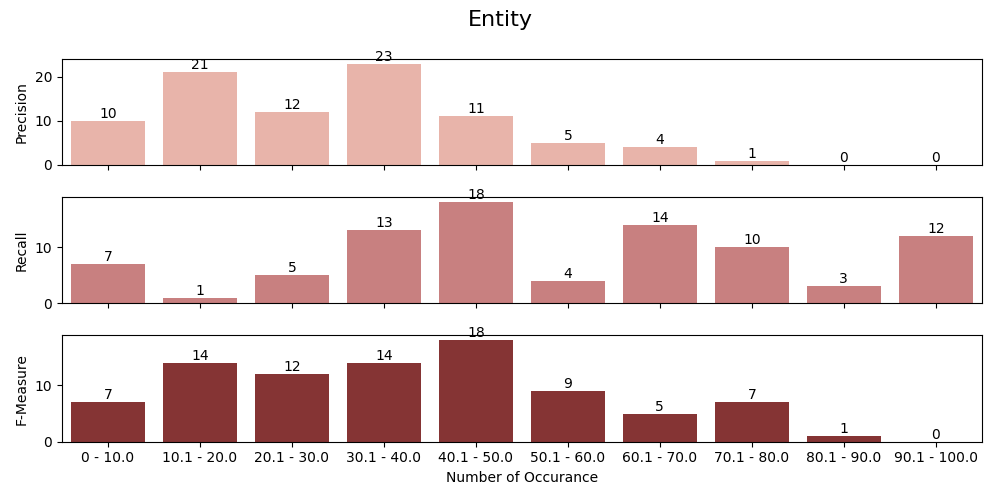 Entity
Precision
20
10
0
10 21 12 23 11 5 4 1 0 0
Recall
10
0
7 1 5 13 18 4 14 10 3 12
F-Measure
10
0
7 14 12 14 18 9 5 7 1 0
0 - 10.0 10.1 - 20.0 20.1 - 30.0 30.1 - 40.0 40.1 - 50.0 50.1 - 60.0 60.1 - 70.0 70.1 - 80.0 80.1 - 90.0 90.1 - 100.0
Number of Occurance